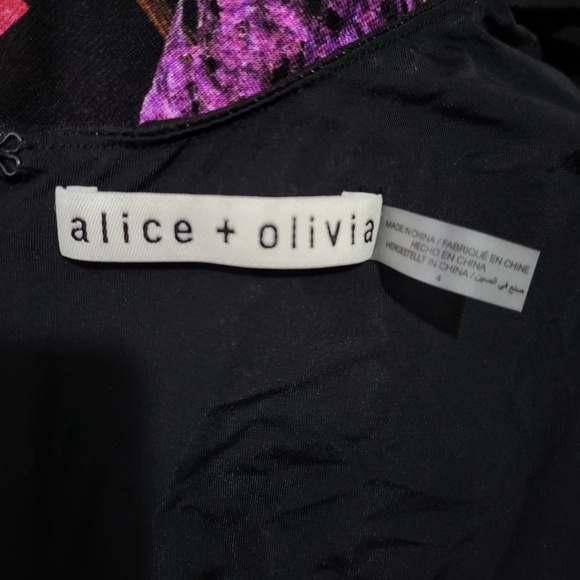 alice + olivia
MADE IN CHINA / FABRIQUÉ EN CHINE
HECHO EN CHINA
HERGESTELLT IN CHINA / صنع في الصين
4